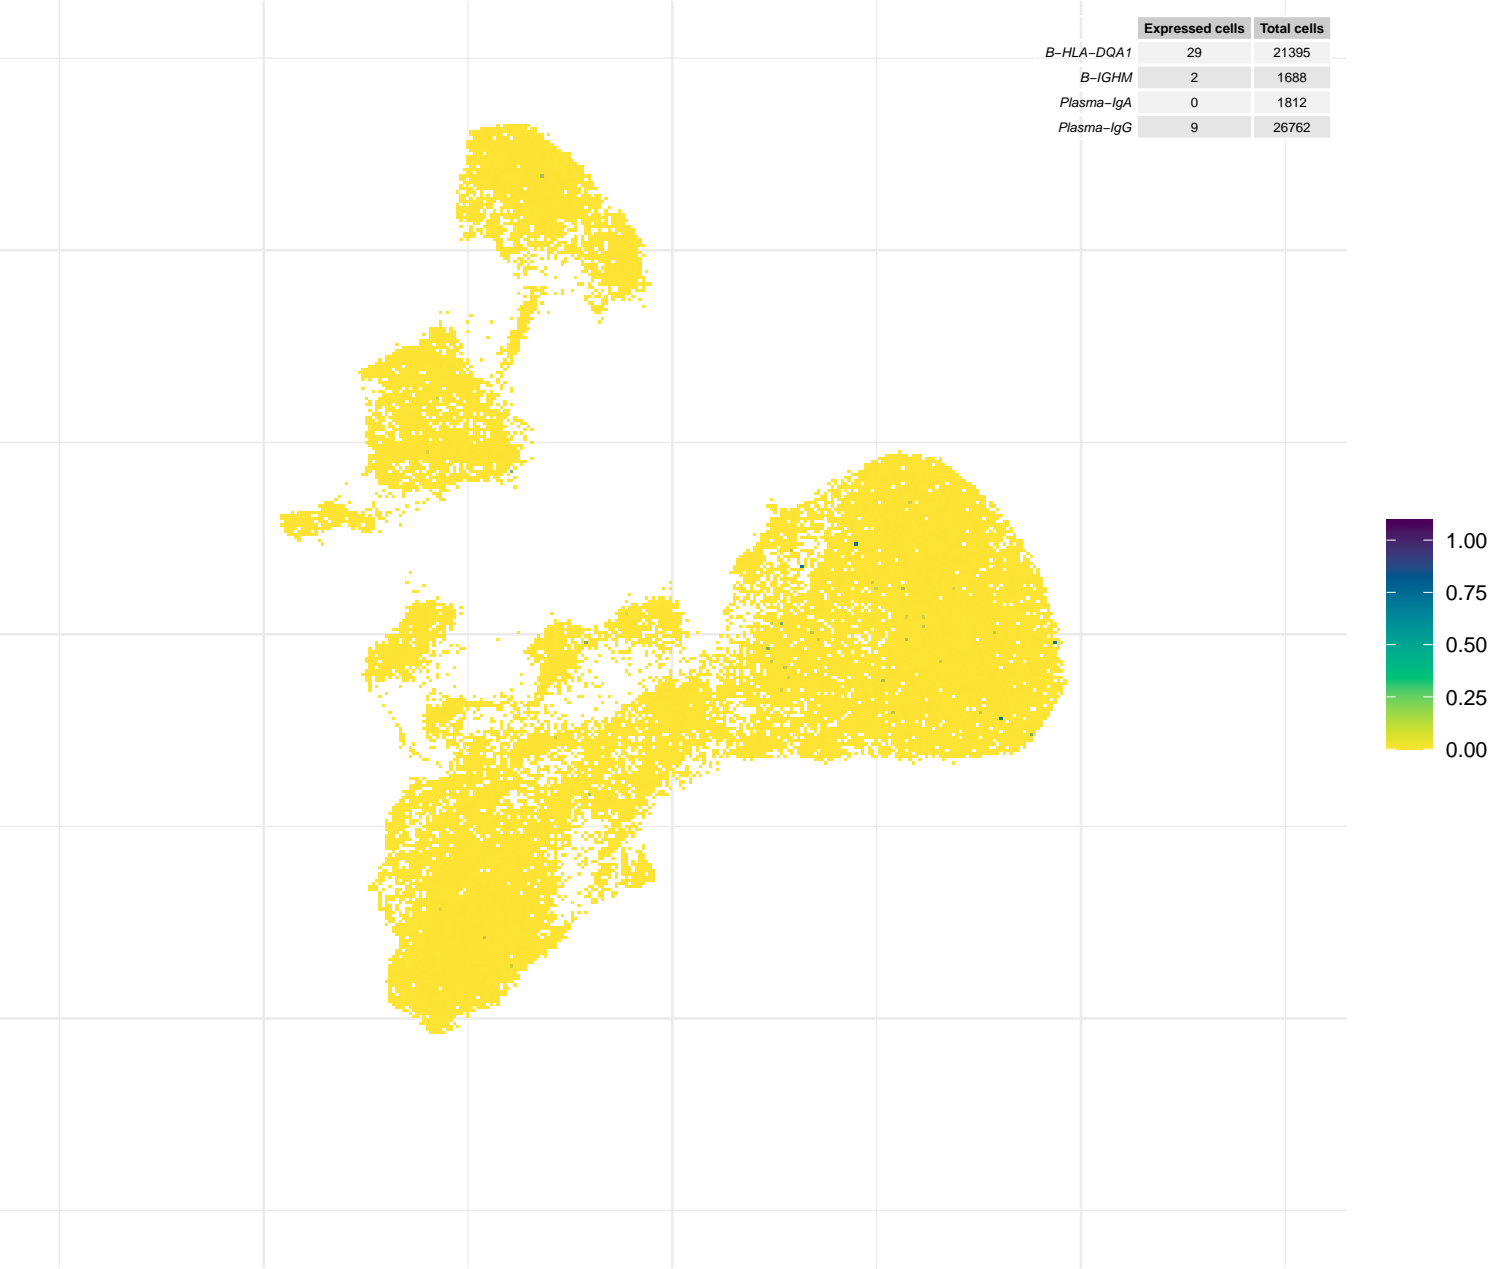 Expressed cells Total cells
B−HLA−DQA1 29 21395
B−IGHM 2 1688
Plasma−IgA 0 1812
Plasma−IgG 9 26762
1.00
0.75
0.50
0.25
0.00